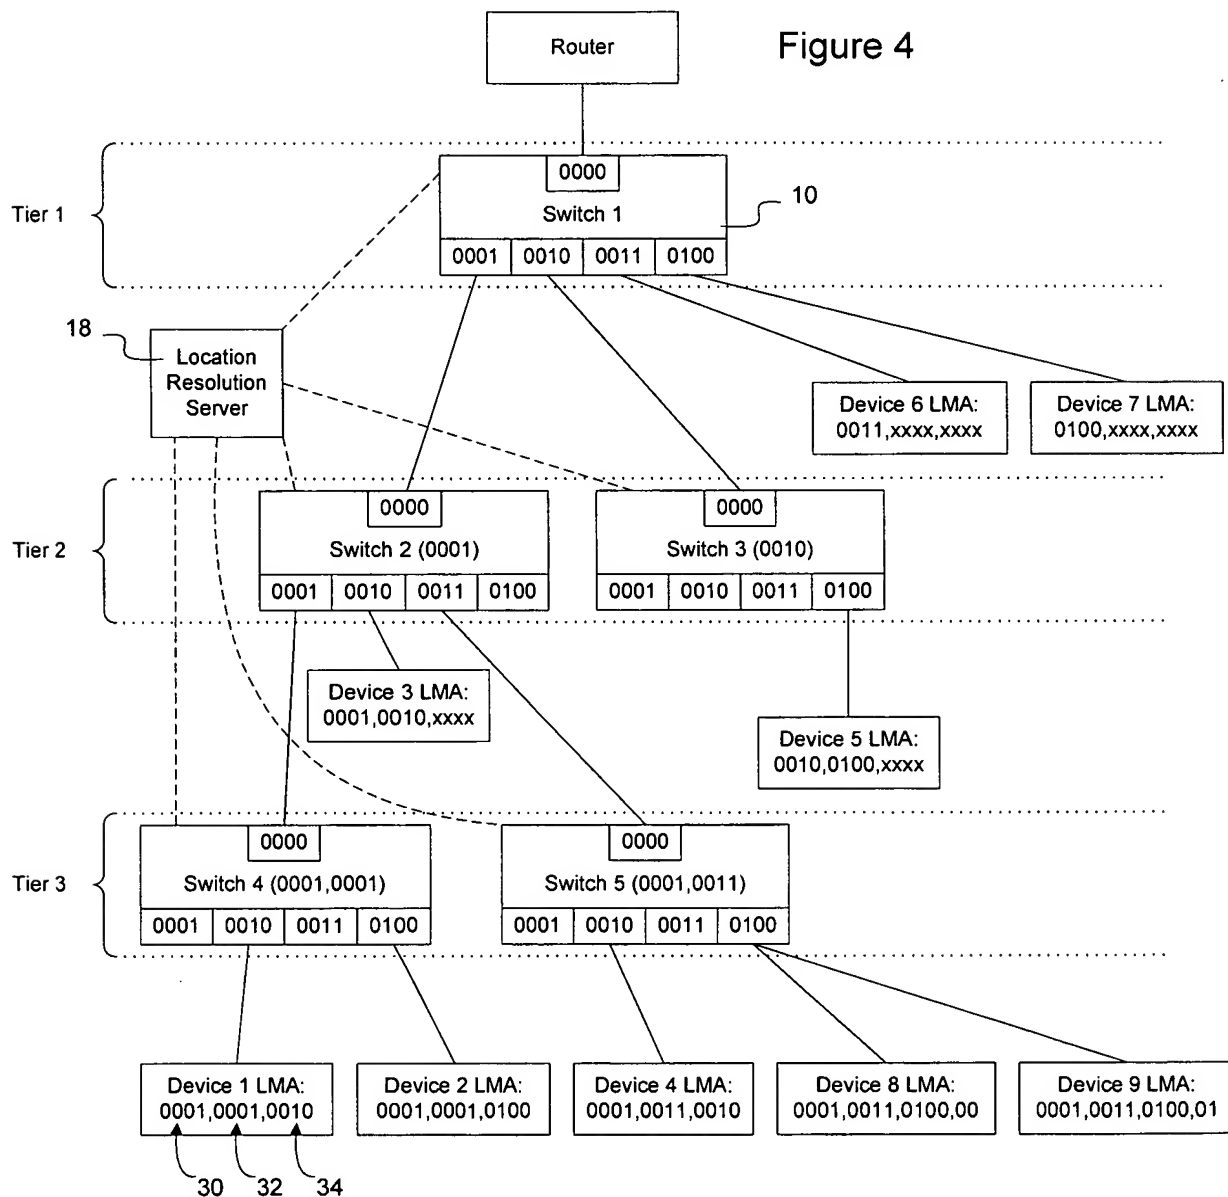 Router
Figure 4
0000
Tier 1
Switch 1
10
0001 0010 0011 0100
18
Location
Resolution
Server
Device 6 LMA:
0011,xxxx,xxxx
Device 7 LMA:
0100,xxxx,xxxx
0000
0000
Tier 2
Switch 2 (0001)
Switch 3 (0010)
0001 0010 0011 0100
0001 0010 0011 0100
Device 3 LMA:
0001,0010,xxxx
Device 5 LMA:
0010,0100,xxxx
0000
0000
Tier 3
Switch 4 (0001,0001)
Switch 5 (0001,0011)
0001 0010 0011 0100
0001 0010 0011 0100
Device 1 LMA:
0001,0001,0010
Device 2 LMA:
0001,0001,0100
Device 4 LMA:
0001,0011,0010
Device 8 LMA:
0001,0011,0100,00
Device 9 LMA:
0001,0011,0100,01
30
32
34